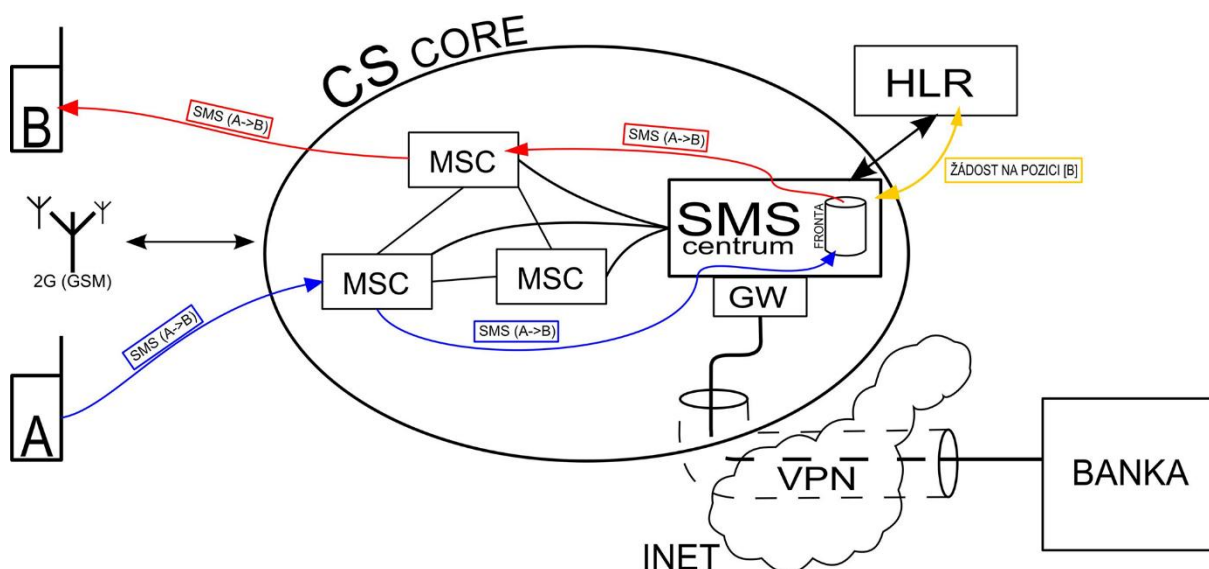 CS CORE
HLR
B
SMS (A->B)
SMS (A->B)
MSC
ŽÁDOST NA POZICI [B]
SMS
centrum
FRONTA
2G (GSM)
MSC
MSC
GW
SMS (A->B)
SMS (A->B)
A
VPN
BANKA
INET